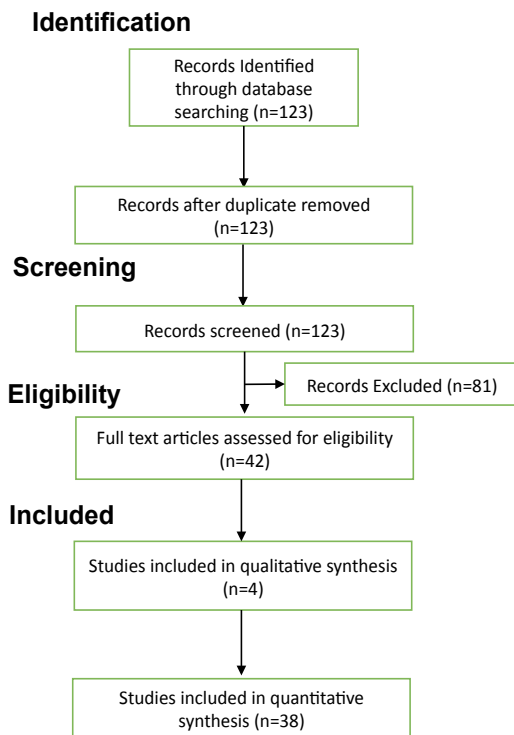 Identification
Records Identified
through database
searching (n=123)
Records after duplicate removed
(n=123)
Screening
Records screened (n=123)
Records Excluded (n=81)
Eligibility
Full text articles assessed for eligibility
(n=42)
Included
Studies included in qualitative synthesis
(n=4)
Studies included in quantitative
synthesis (n=38)